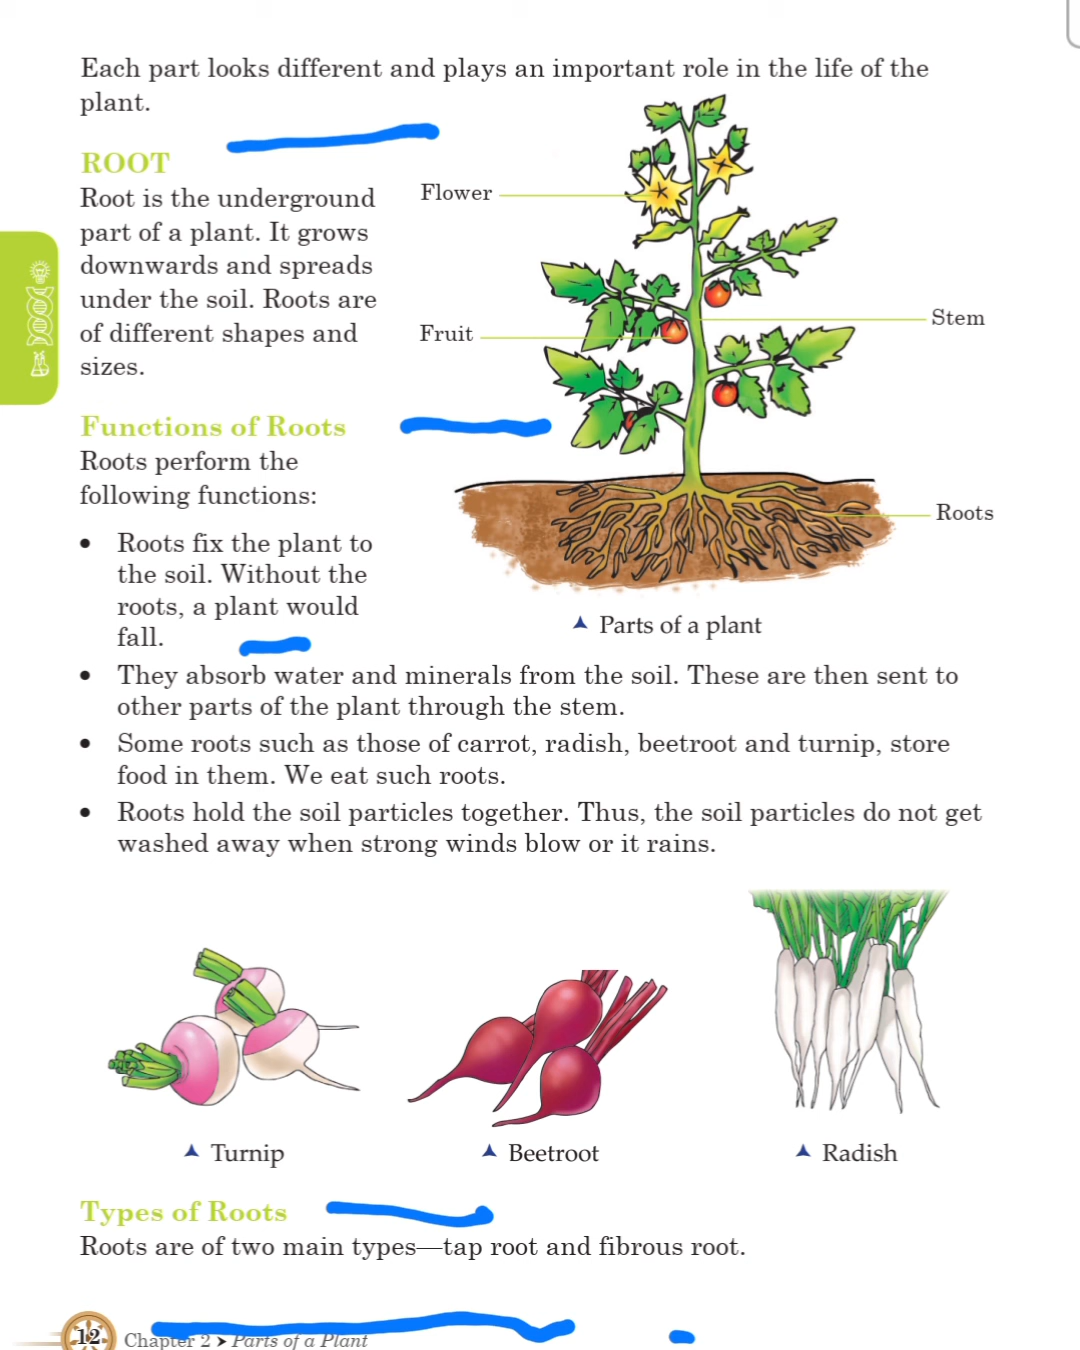 Each part looks different and plays an important role in the life of the
plant.
ROOT
Root is the underground
part of a plant. It grows
downwards and spreads
under the soil. Roots are
of different shapes and
sizes.
Flower
Fruit
Stem
Roots
Parts of a plant
Functions of Roots
Roots perform the
following functions:
• Roots fix the plant to
the soil. Without the
roots, a plant would
fall.
• They absorb water and minerals from the soil. These are then sent to
other parts of the plant through the stem.
• Some roots such as those of carrot, radish, beetroot and turnip, store
food in them. We eat such roots.
• Roots hold the soil particles together. Thus, the soil particles do not get
washed away when strong winds blow or it rains.
Turnip
Beetroot
Radish
Types of Roots
Roots are of two main types—tap root and fibrous root.
12 Chapter 2 ➤ Parts of a Plant